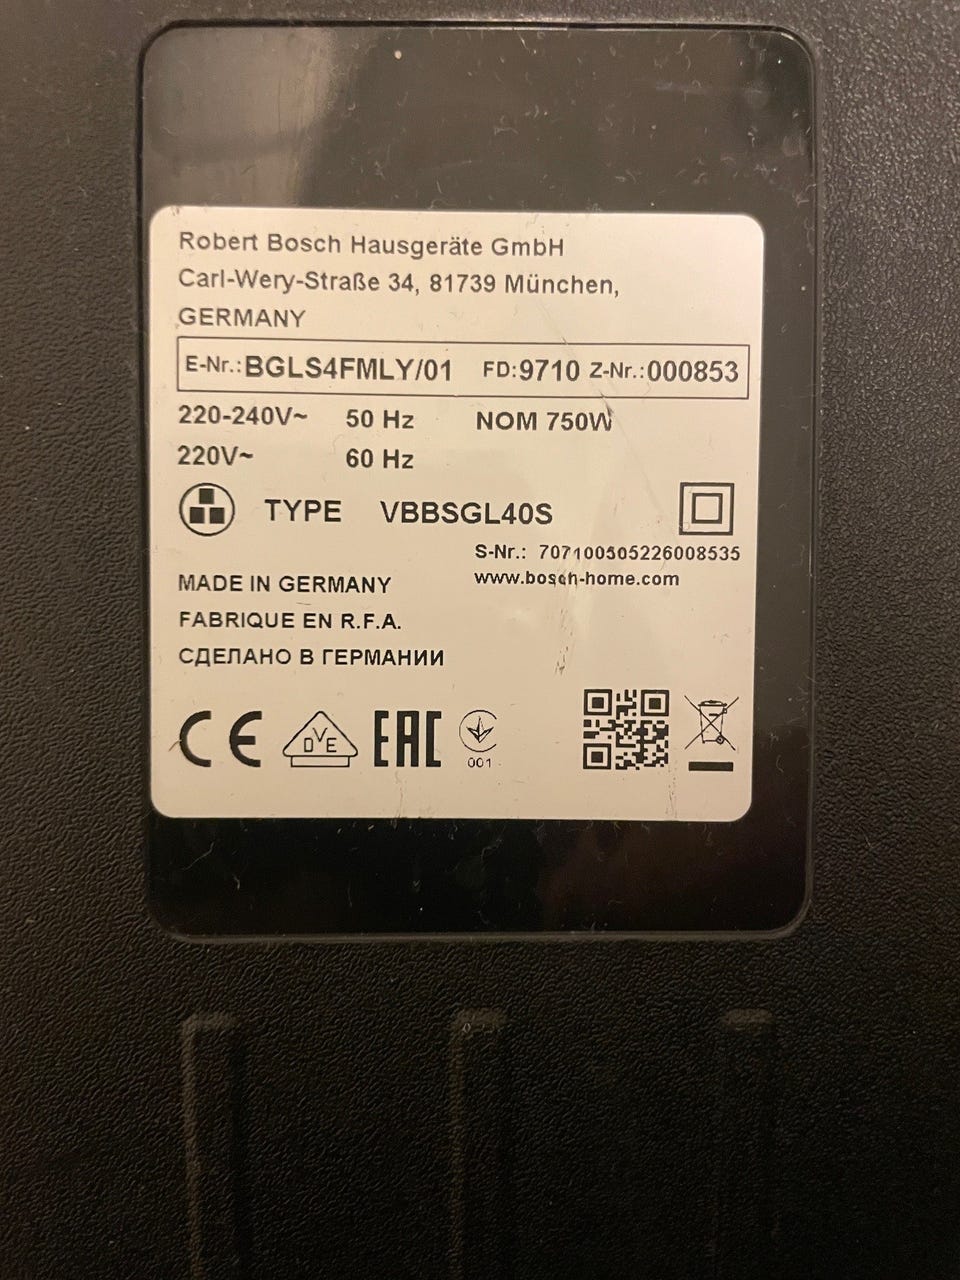 Robert Bosch Hausgeräte GmbH
Carl-Wery-Straße 34, 81739 München,
GERMANY
E-Nr.: BGLS4FMLY/01 FD: 9710 Z-Nr.: 000853
220-240V~ 50 Hz NOM 750W
220V~ 60 Hz
TYPE VBBSGL40S
S-Nr.: 707100505226008535
www.bosch-home.com
MADE IN GERMANY
FABRIQUE EN R.F.A.
СДЕЛАНО В ГЕРМАНИИ
CE DVE EAC 001